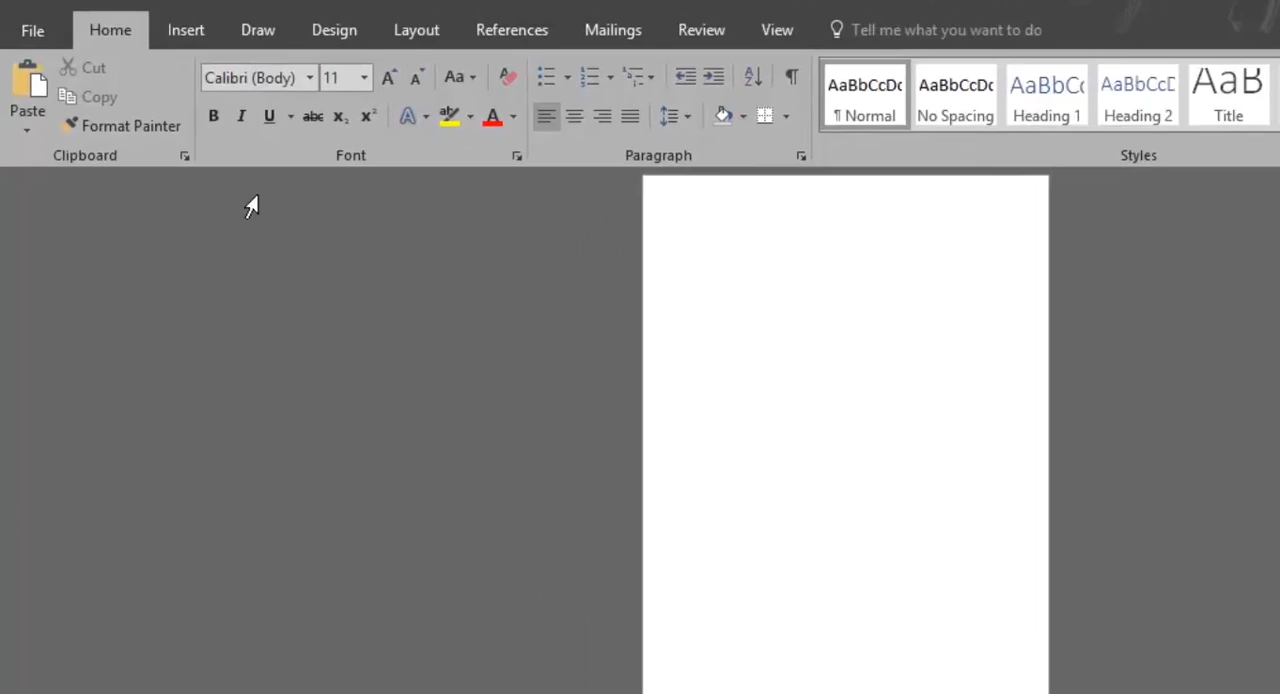 File Home Insert Draw Design Layout References Mailings Review View Tell me what you want to do
Paste
Cut
Copy
Format Painter
Clipboard
Calibri (Body) 11 Aa
B I U abc x₂ x² A ab A
Font
A Z ¶
Paragraph
AaBbCcDc AaBbCcDc AaBbCc AaBbCcD AaB
¶ Normal No Spacing Heading 1 Heading 2 Title
Styles